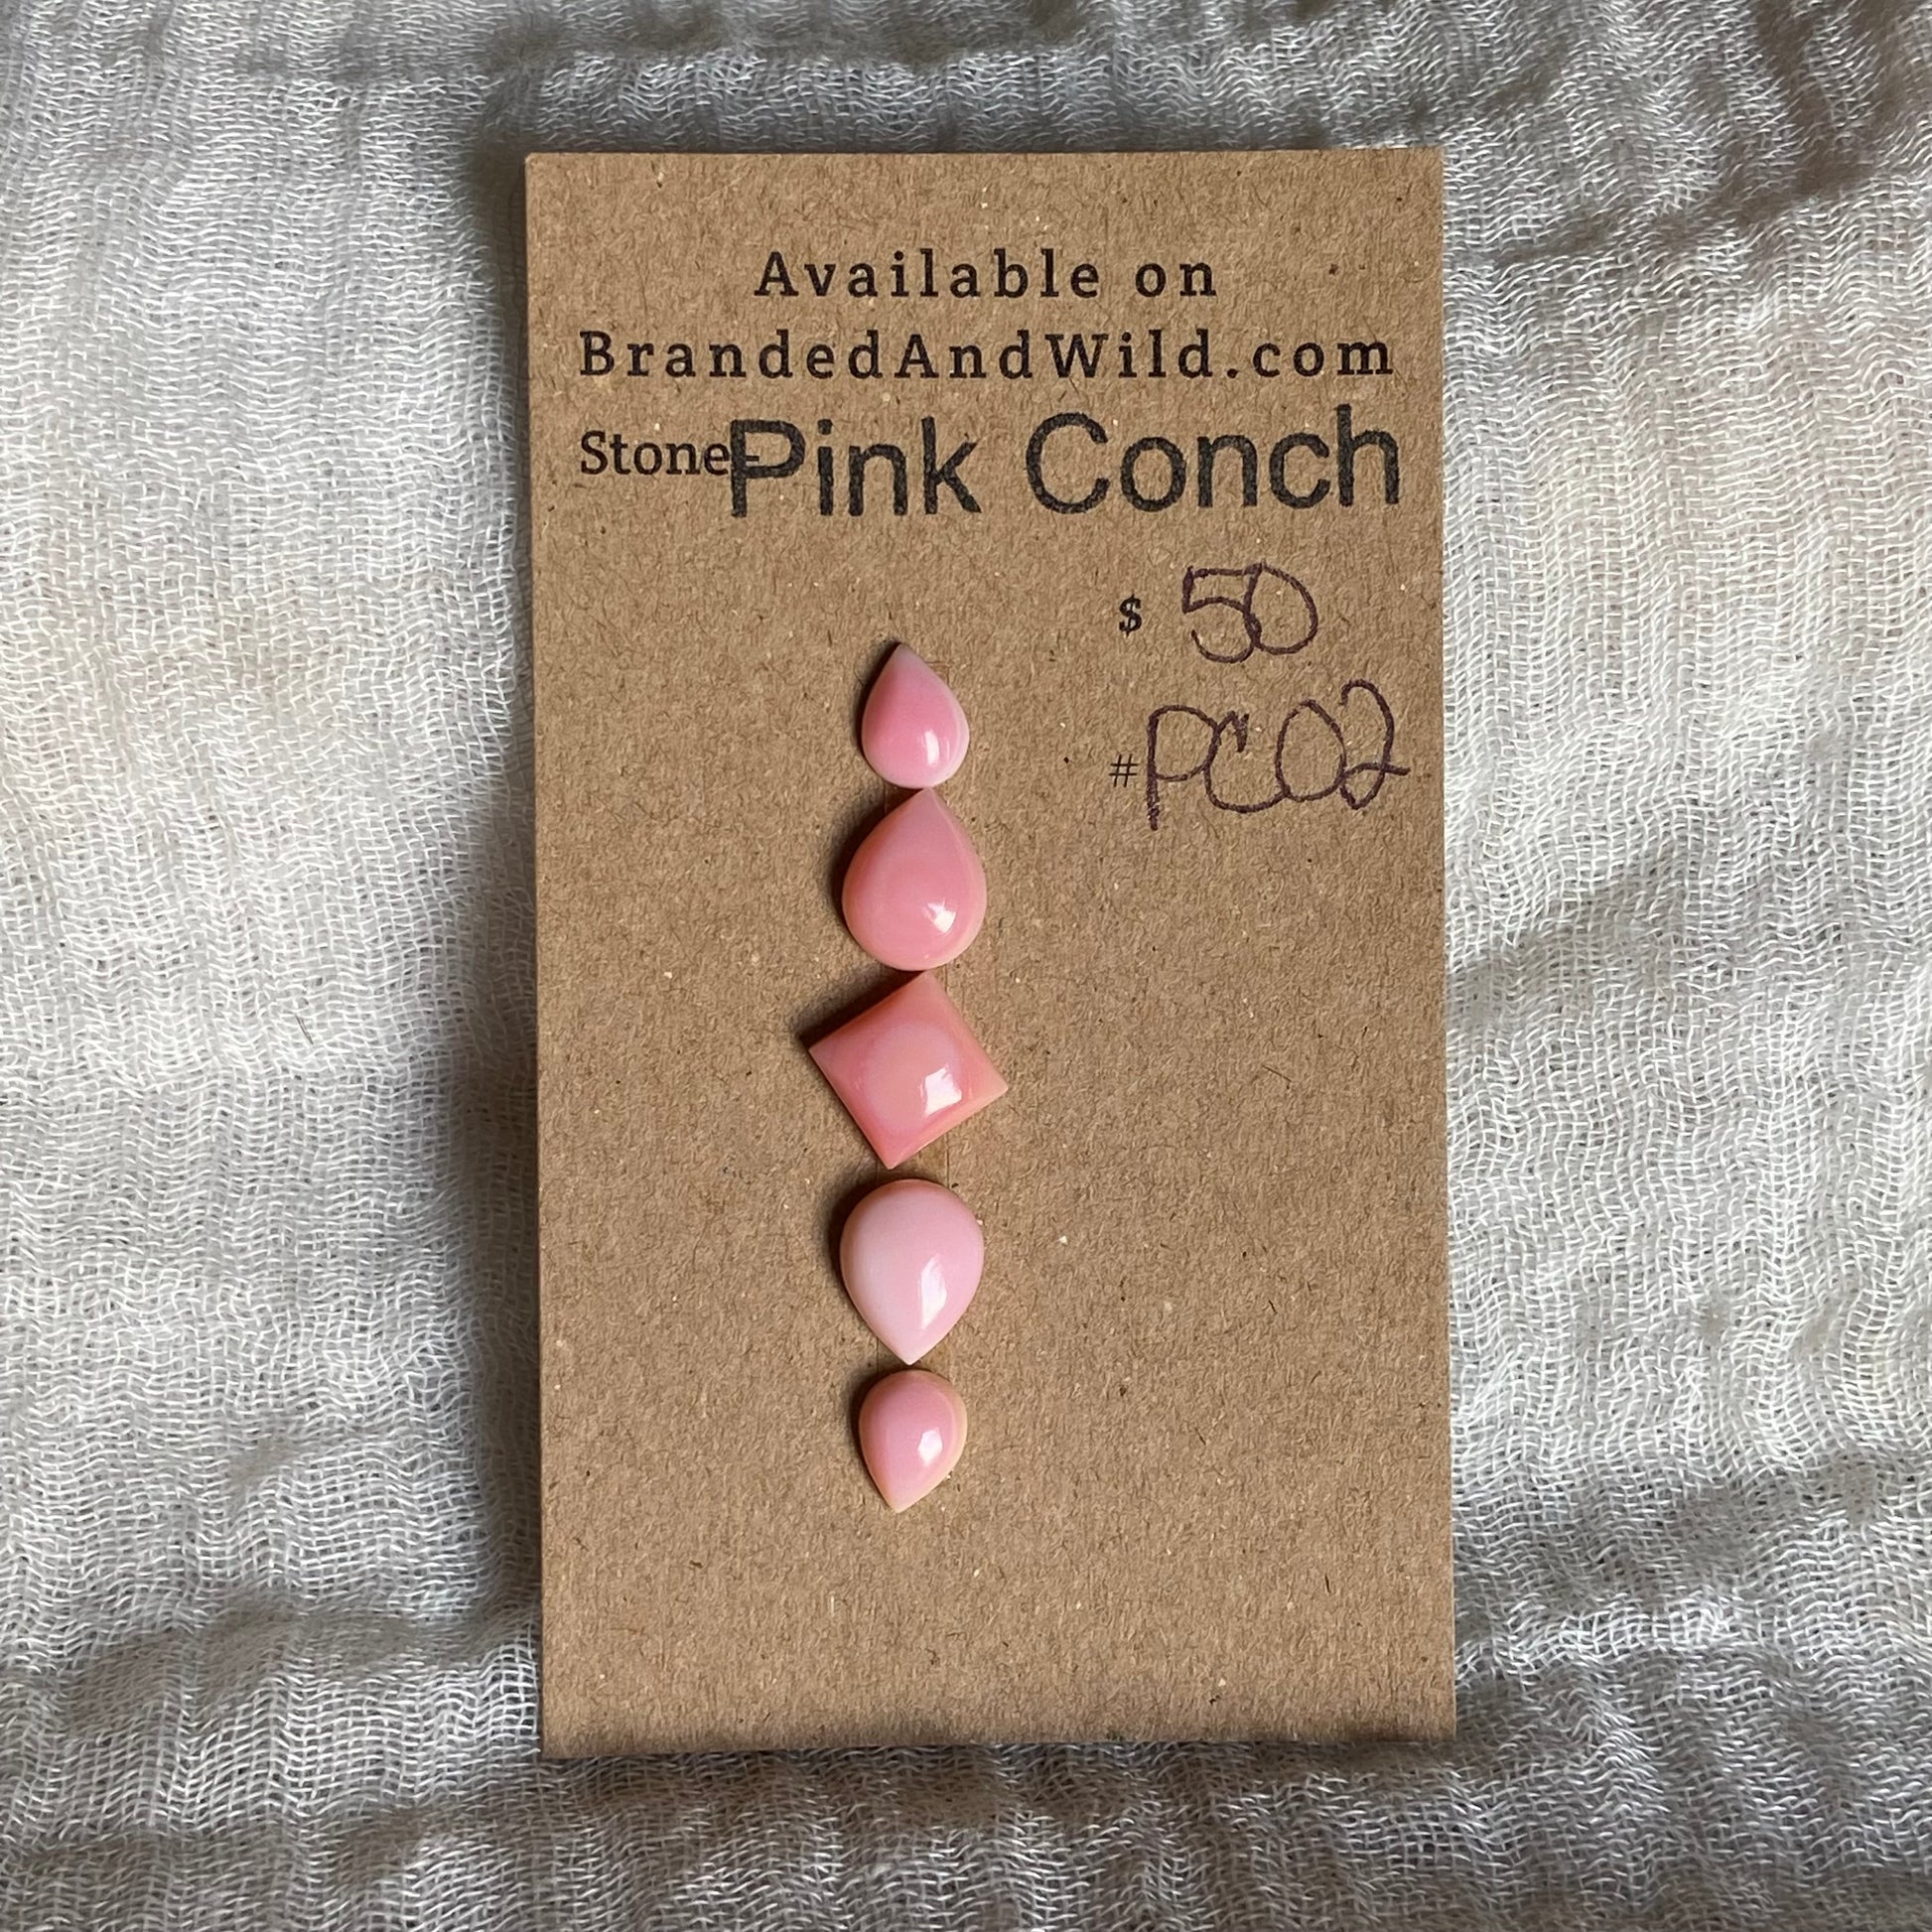 Available on
BrandedAndWild.com
Stone- Pink Conch
$ 50
#PC02